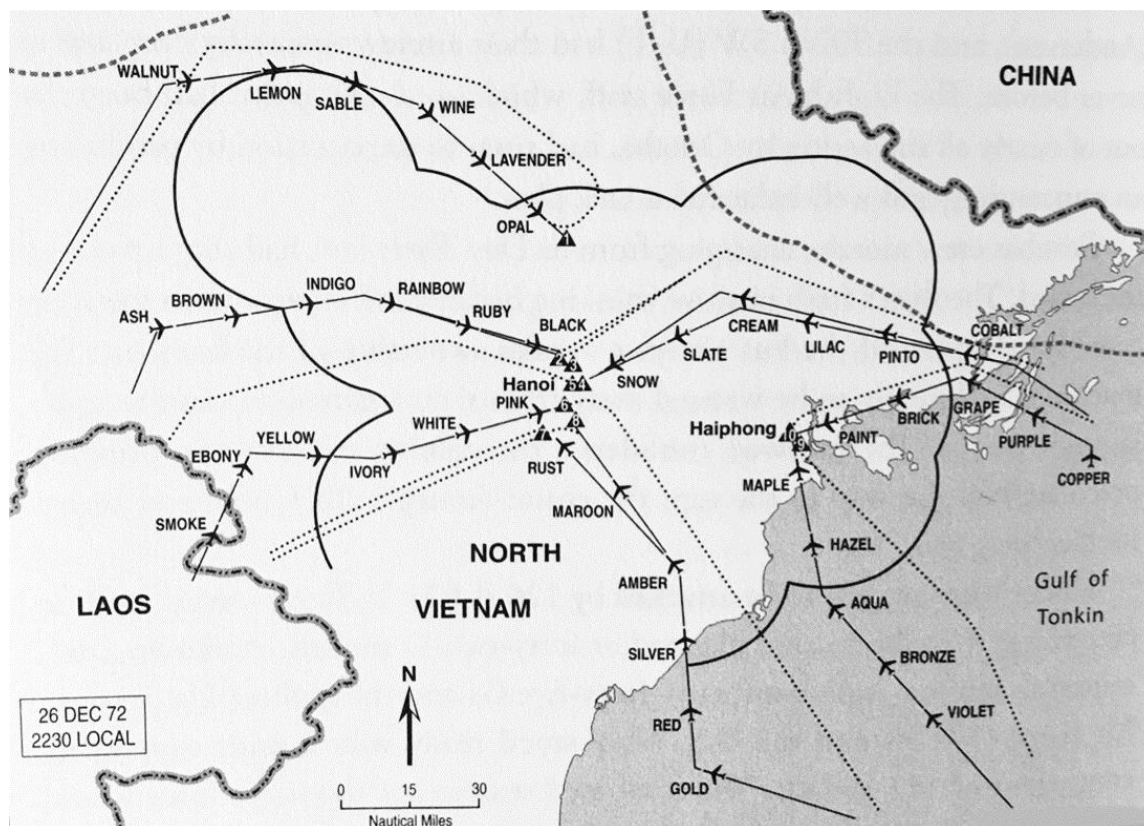 CHINA
WALNUT
LEMON
SABLE
WINE
LAVENDER
OPAL
ASH
BROWN
INDIGO
RAINBOW
RUBY
BLACK
CREAM
LILAC
PINTO
COBALT
SLATE
SNOW
Hanoi
PINK
WHITE
YELLOW
IVORY
EBONY
SMOKE
RUST
MAROON
Haiphong
PAINT
BRICK
GRAPE
PURPLE
COPPER
MAPLE
HAZEL
NORTH
VIETNAM
LAOS
AMBER
AQUA
Gulf of
Tonkin
SILVER
BRONZE
VIOLET
RED
GOLD
N
26 DEC 72
2230 LOCAL
0 15 30
Nautical Miles